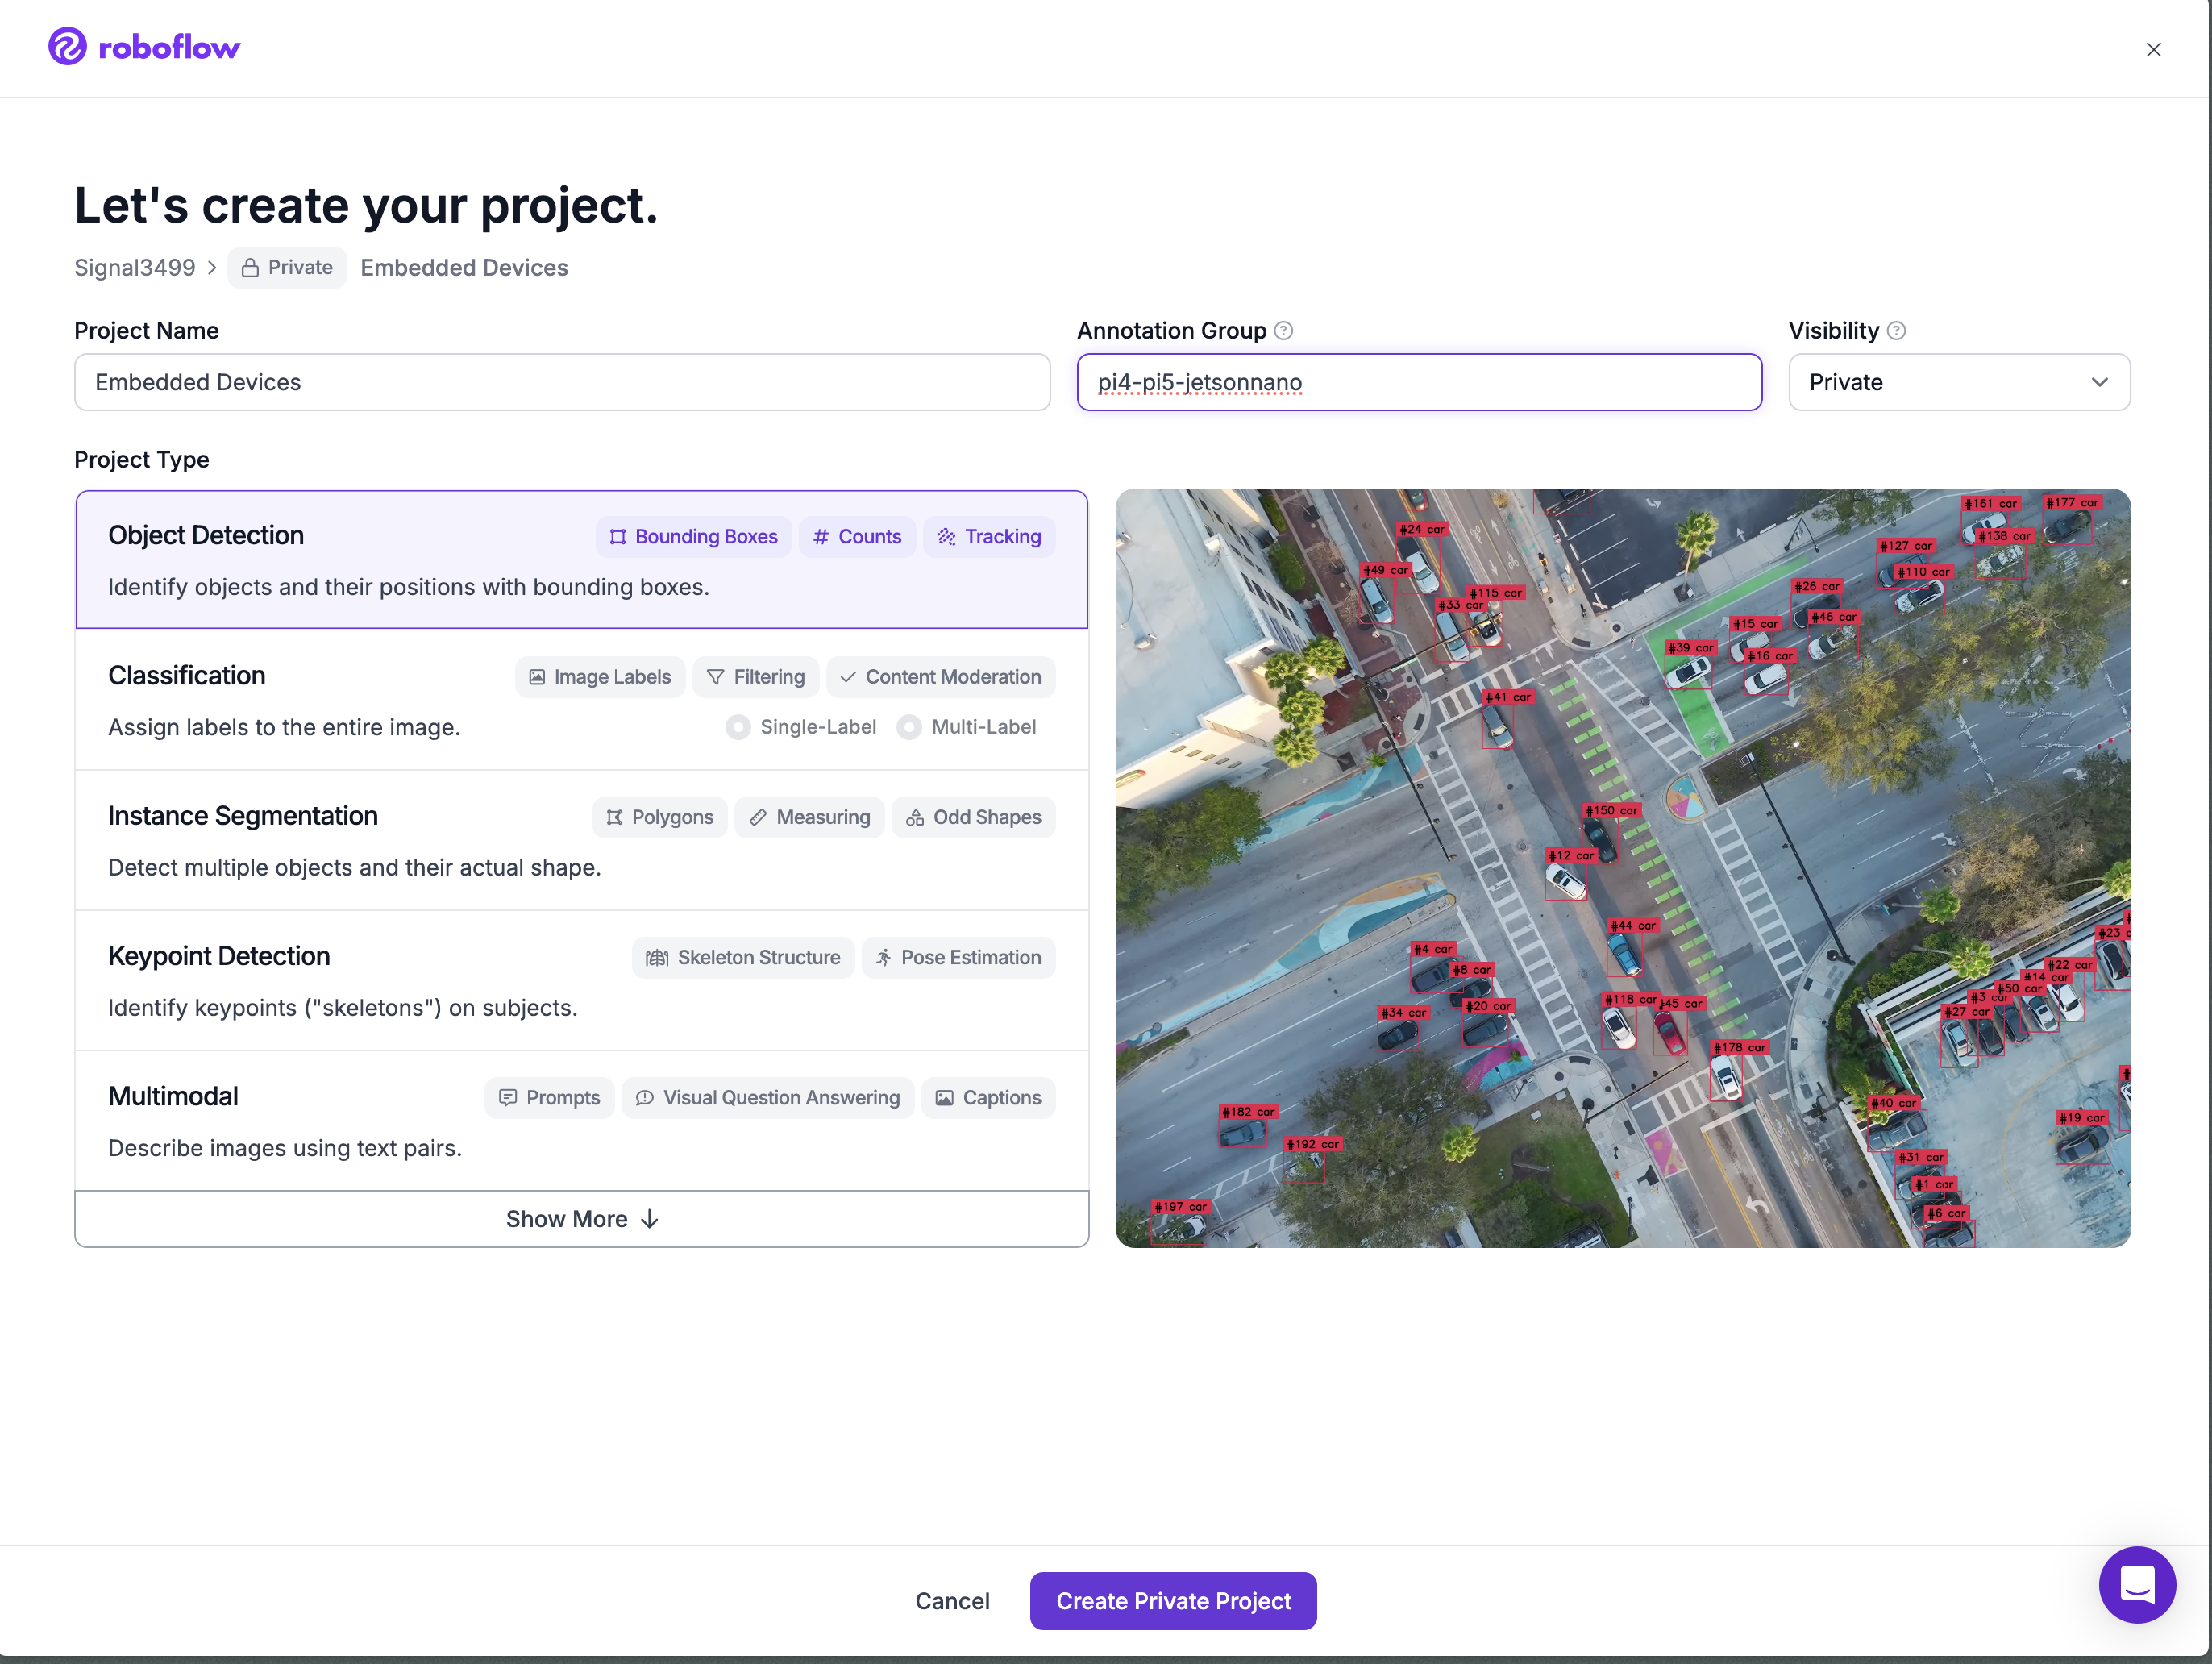 roboflow
Let's create your project.
Signal3499 > Private Embedded Devices
Project Name
Embedded Devices
Annotation Group ?
pi4-pi5-jetsonnano
Visibility ?
Private
Project Type
Object Detection
Bounding Boxes
# Counts
Tracking
Identify objects and their positions with bounding boxes.
Classification
Image Labels
Filtering
Content Moderation
Assign labels to the entire image.
Single-Label
Multi-Label
Instance Segmentation
Polygons
Measuring
Odd Shapes
Detect multiple objects and their actual shape.
Keypoint Detection
Skeleton Structure
Pose Estimation
Identify keypoints ("skeletons") on subjects.
Multimodal
Prompts
Visual Question Answering
Captions
Describe images using text pairs.
Show More ↓
#161 car
#177 car
#24 car
#138 car
#127 car
#49 car
#110 car
#26 car
#115 car
#33 car
#46 car
#15 car
#39 car
#16 car
#41 car
#150 car
#12 car
#44 car
#23 c
#4 car
#8 car
#22 car
#14 car
#50 car
#3 car
#118 car
#45 car
#20 car
#34 car
#27 car
#178 car
#40 car
#182 car
#19 car
#192 car
#31 car
#1 car
#197 car
#6 car
Cancel
Create Private Project